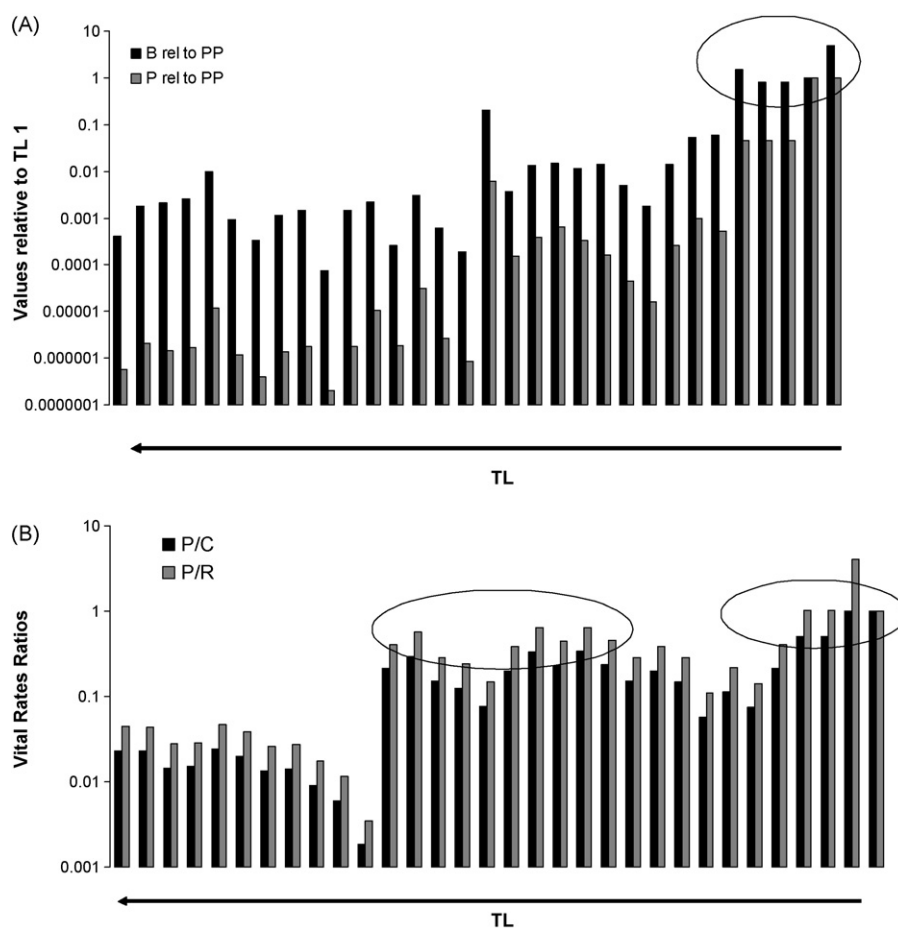 (A)
10
1
0.1
0.01
0.001
0.0001
0.00001
0.000001
0.0000001
Values relative to TL 1
B rel to PP
P rel to PP
TL
(B)
10
1
0.1
0.01
0.001
Vital Rates Ratios
P/C
P/R
TL